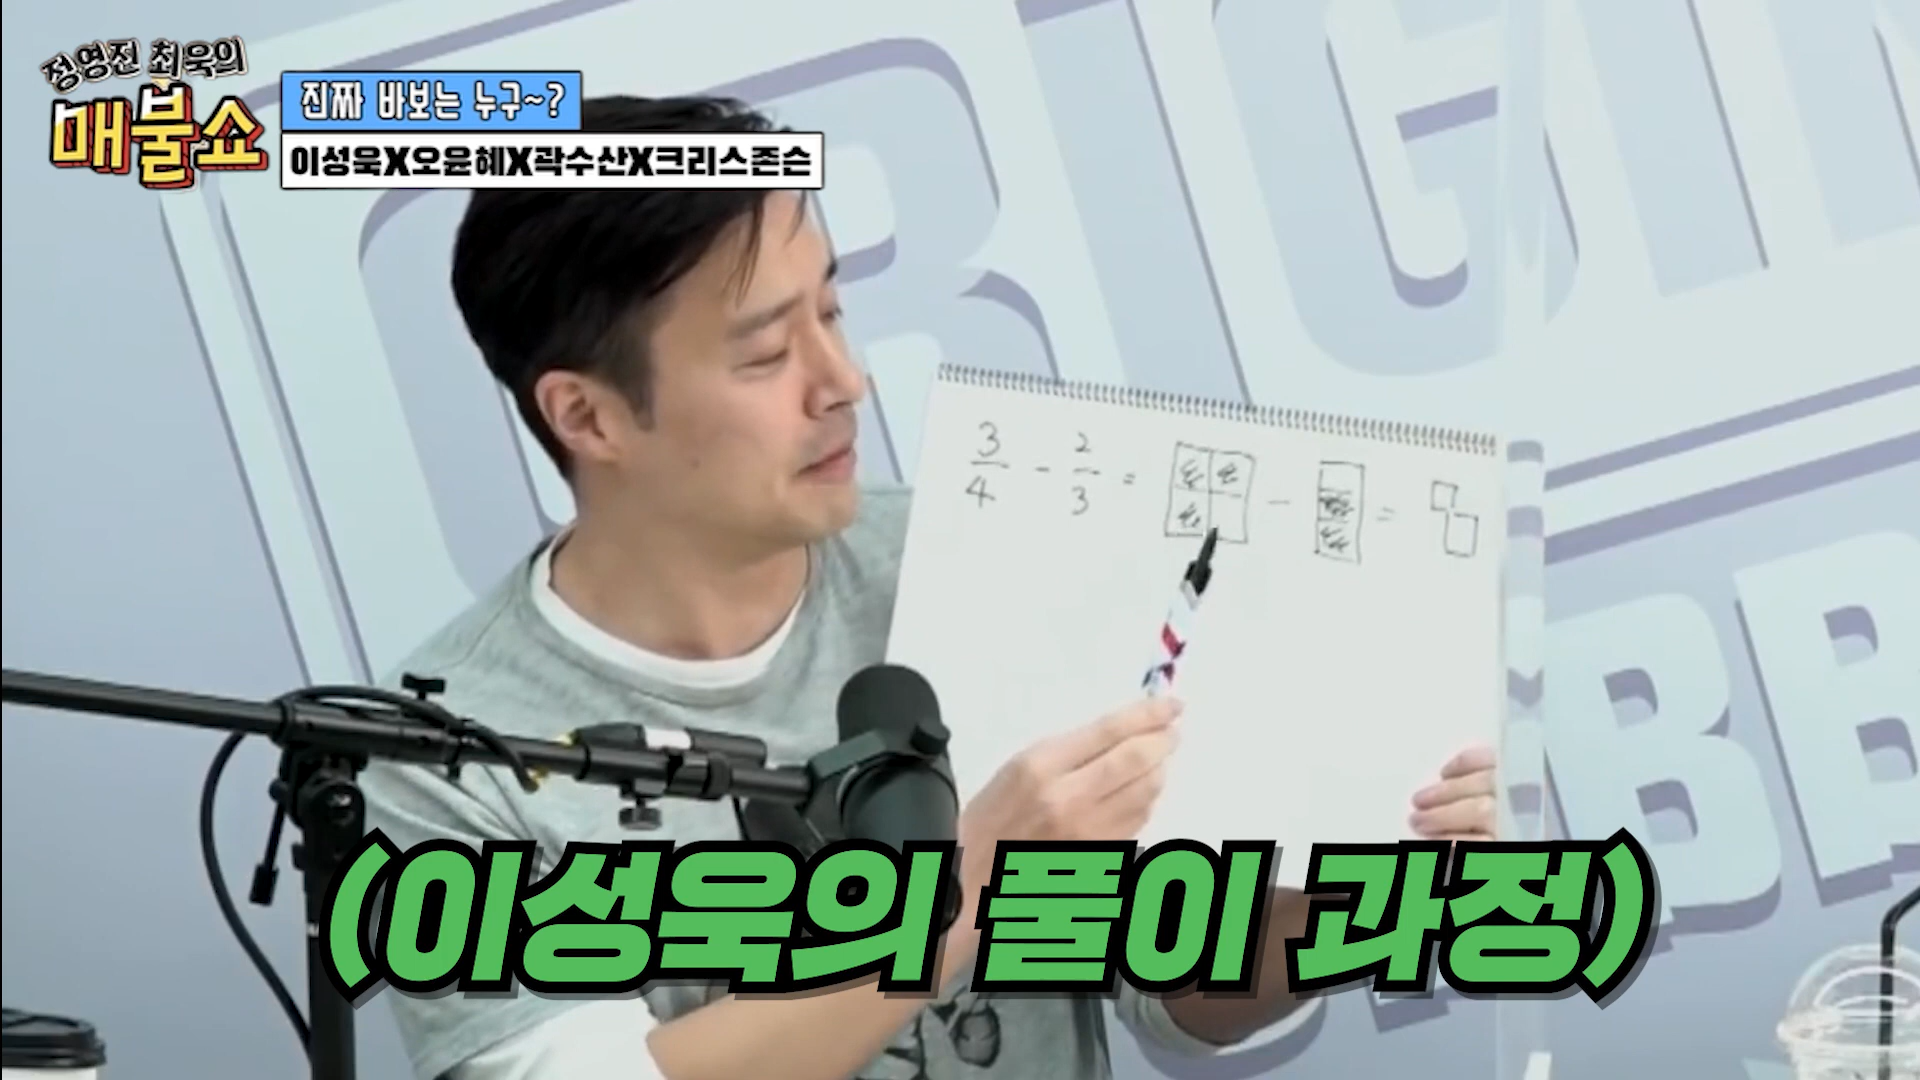 정영진 최욱의
매불쇼
진짜 바보는 누구~?
이성욱X오윤혜X곽수산X크리스존슨
3/4 - 2/3 = - =
(이성욱의 풀이 과정)